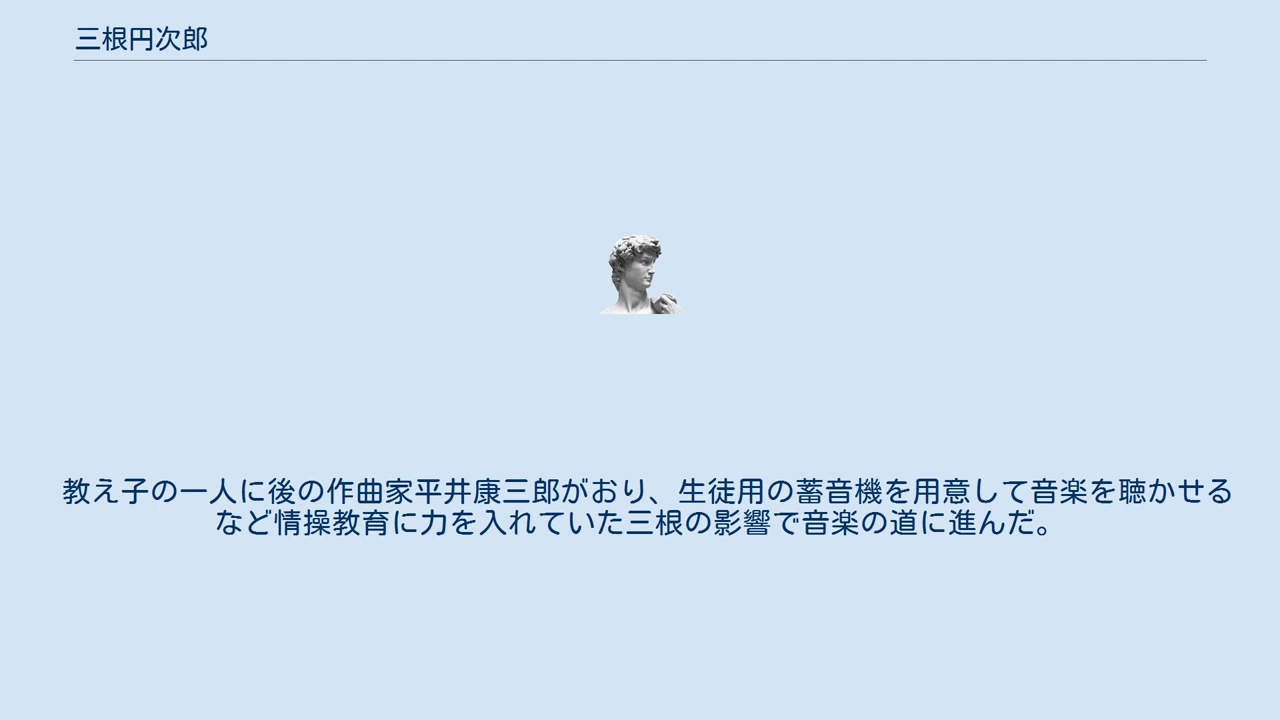 三根円次郎
教え子の一人に後の作曲家平井康三郎がおり、生徒用の蓄音機を用意して音楽を聴かせる
など情操教育に力を入れていた三根の影響で音楽の道に進んだ。